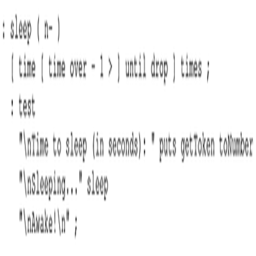 : sleep ( n- )
[ time [ time over - 1 > ] until drop ] times ;
: test
"\nTime to sleep (in seconds): " puts getToken toNumber
"\nSleeping..." sleep
"\nAwake!\n" ;